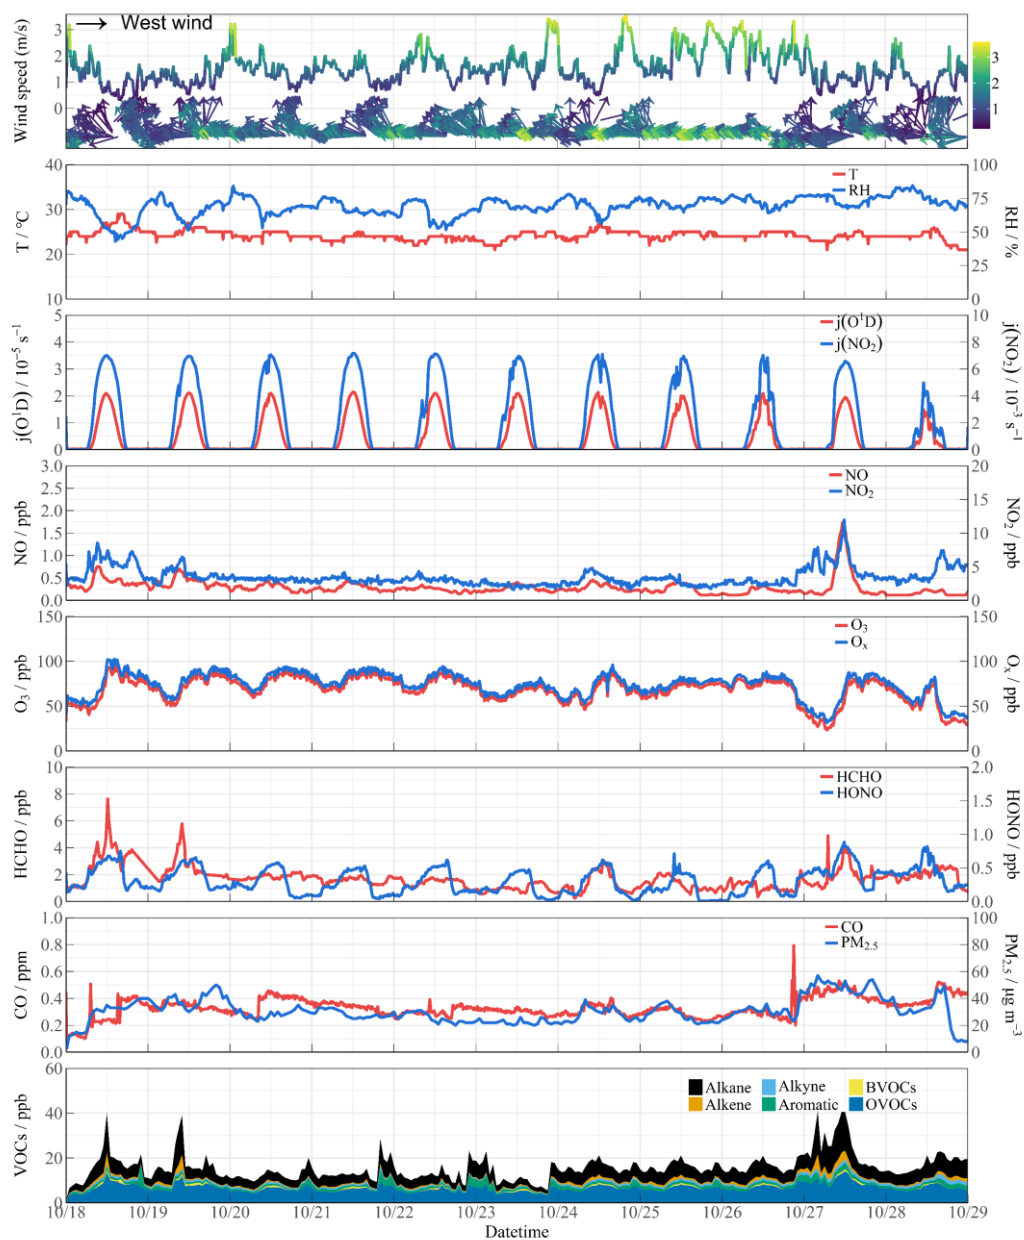 West wind
Wind speed (m/s)
3
2
1
0
3
2
1
T / °C
40
30
20
10
T
RH
100
75
50
25
0
RH / %
j(O¹D) / 10⁻⁵ s⁻¹
5
4
3
2
1
0
j(O¹D)
j(NO₂)
10
8
6
4
2
0
j(NO₂) / 10⁻³ s⁻¹
NO / ppb
3.0
2.5
2.0
1.5
1.0
0.5
0.0
NO
NO₂
20
15
10
5
0
NO₂ / ppb
O₃ / ppb
150
100
50
0
O₃
Oₓ
150
100
50
0
Oₓ / ppb
HCHO / ppb
10
8
6
4
2
0
HCHO
HONO
2.0
1.5
1.0
0.5
0.0
HONO / ppb
CO / ppm
1.0
0.8
0.6
0.4
0.2
0.0
CO
PM₂.₅
100
80
60
40
20
0
PM₂.₅ / µg m⁻³
VOCs / ppb
60
40
20
0
Alkane Alkyne BVOCs
Alkene Aromatic OVOCs
10/18 10/19 10/20 10/21 10/22 10/23 10/24 10/25 10/26 10/27 10/28 10/29
Datetime